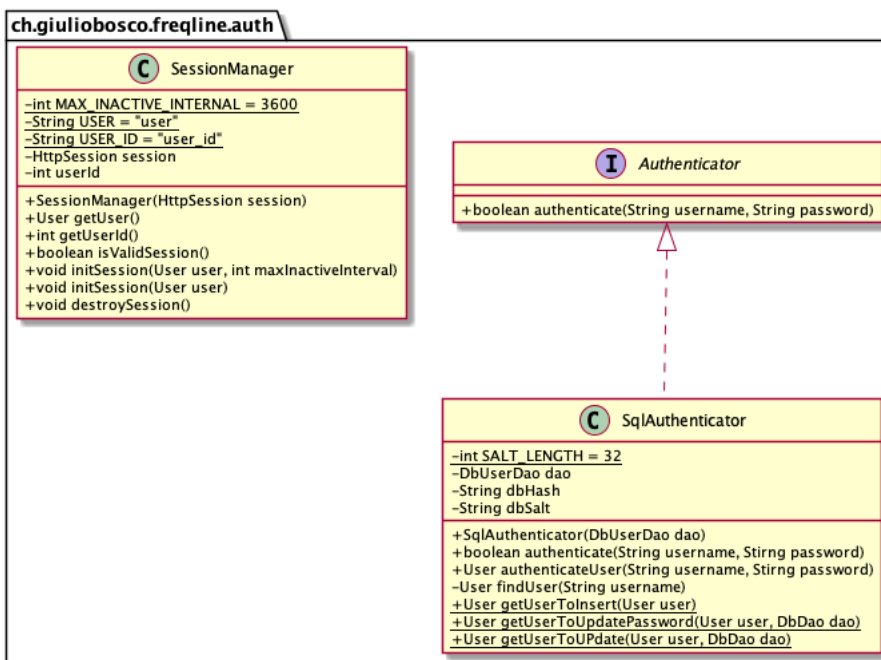 ch.giuliobosco.freqline.auth
C SessionManager
-int MAX_INACTIVE_INTERNAL = 3600
-String USER = "user"
-String USER_ID = "user_id"
-HttpSession session
-int userId
+SessionManager(HttpSession session)
+User getUser()
+int getUserId()
+boolean isValidSession()
+void initSession(User user, int maxInactiveInterval)
+void initSession(User user)
+void destroySession()
I Authenticator
+boolean authenticate(String username, String password)
C SqlAuthenticator
-int SALT_LENGTH = 32
-DbUserDao dao
-String dbHash
-String dbSalt
+SqlAuthenticator(DbUserDao dao)
+boolean authenticate(String username, Stirng password)
+User authenticateUser(String username, Stirng password)
-User findUser(String username)
+User getUserToInsert(User user)
+User getUserToUpdatePassword(User user, DbDao dao)
+User getUserToUPdate(User user, DbDao dao)